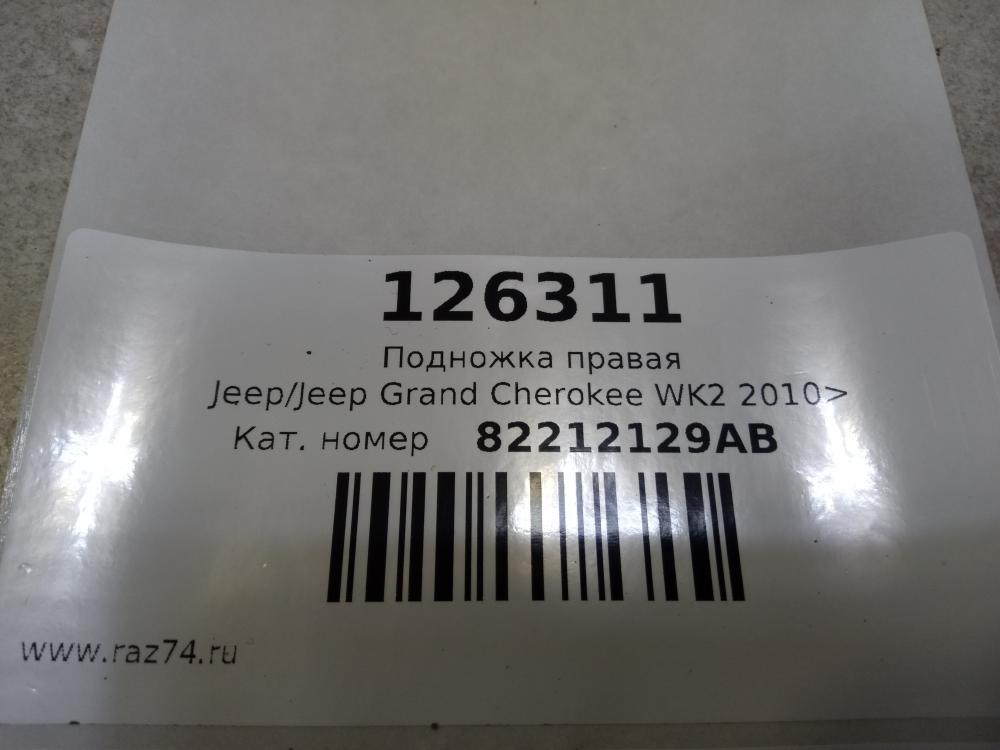 126311
Подножка правая
Jeep/Jeep Grand Cherokee WK2 2010>
Кат. номер 82212129AB
www.raz74.ru